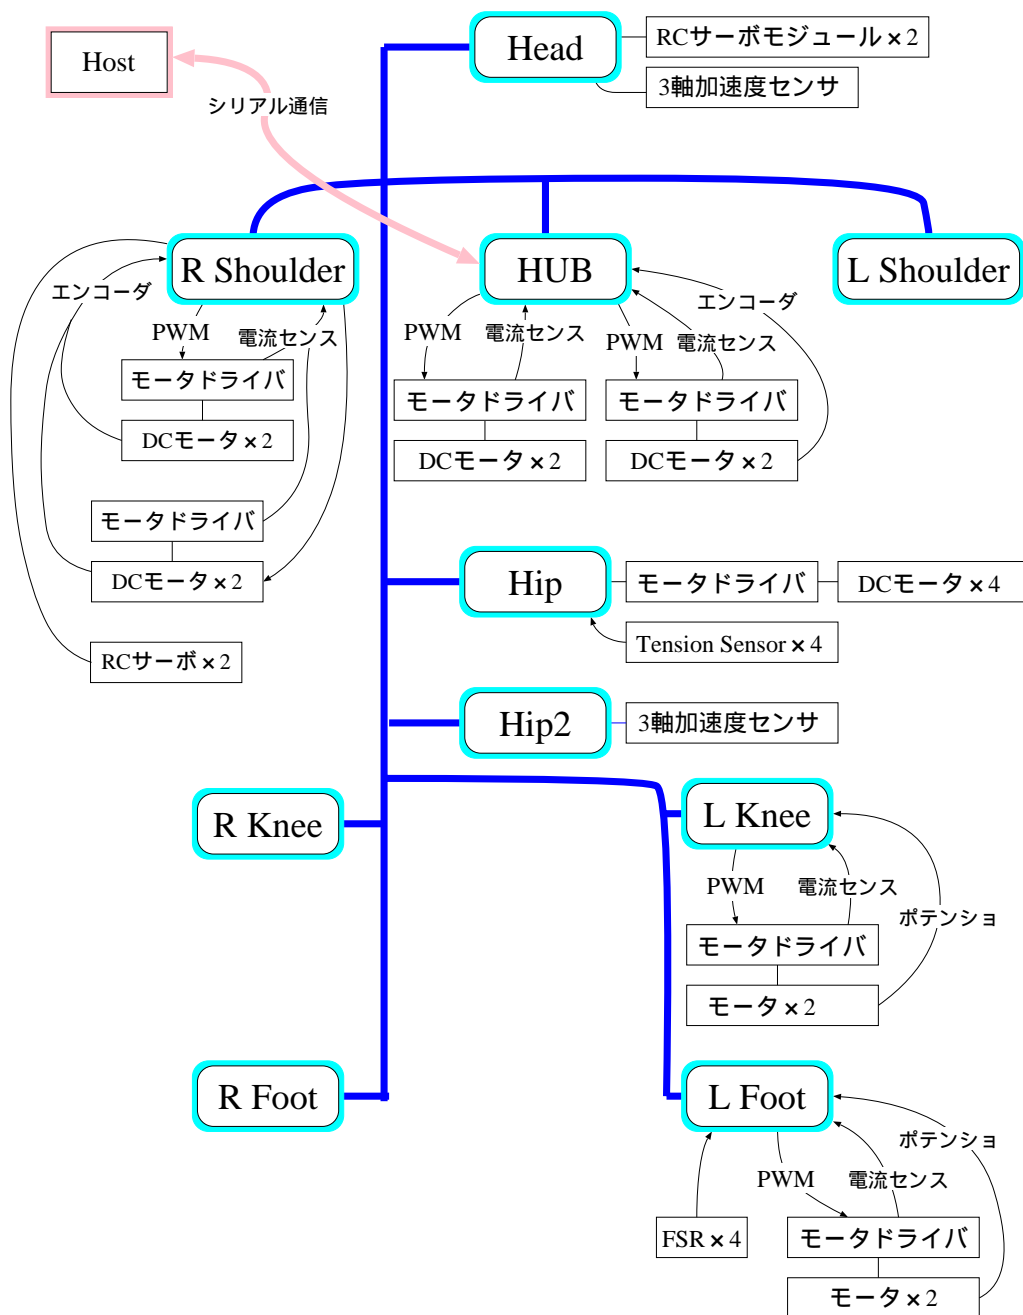 Host
Head
RCサーボモジュール×2
3軸加速度センサ
シリアル通信
R Shoulder
HUB
L Shoulder
エンコーダ
PWM
電流センス
モータドライバ
DCモータ×2
モータドライバ
DCモータ×2
RCサーボ×2
PWM
電流センス
モータドライバ
DCモータ×2
エンコーダ
PWM
電流センス
モータドライバ
DCモータ×2
Hip
モータドライバ
DCモータ×4
Tension Sensor×4
Hip2
3軸加速度センサ
R Knee
L Knee
PWM
電流センス
ポテンショ
モータドライバ
モータ×2
R Foot
L Foot
ポテンショ
PWM
電流センス
FSR×4
モータドライバ
モータ×2